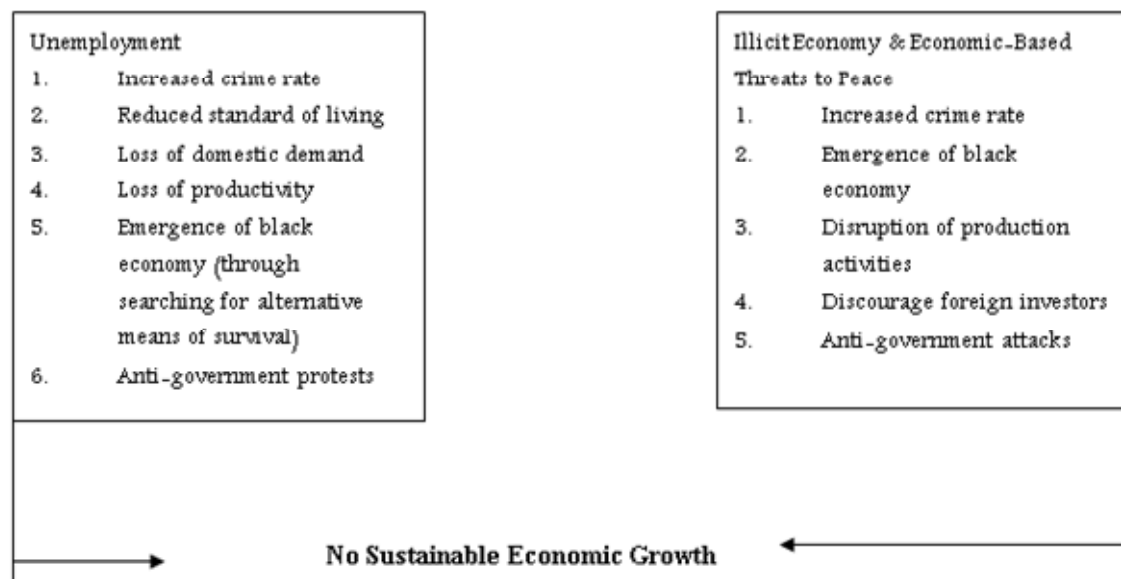 Unemployment
1. Increased crime rate
2. Reduced standard of living
3. Loss of domestic demand
4. Loss of productivity
5. Emergence of black
economy (through
searching for alternative
means of survival)
6. Anti-government protests
Illicit Economy & Economic-Based
Threats to Peace
1. Increased crime rate
2. Emergence of black
economy
3. Disruption of production
activities
4. Discourage foreign investors
5. Anti-government attacks
No Sustainable Economic Growth